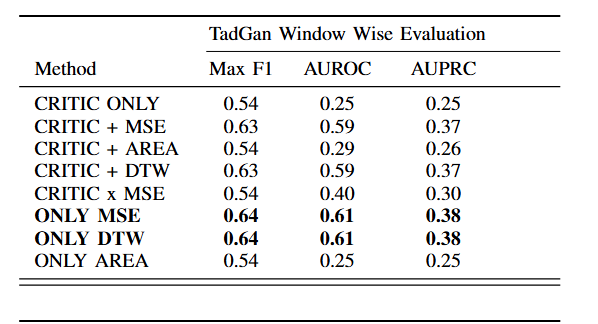 TadGan Window Wise Evaluation
Method Max F1 AUROC AUPRC
CRITIC ONLY 0.54 0.25 0.25
CRITIC + MSE 0.63 0.59 0.37
CRITIC + AREA 0.54 0.29 0.26
CRITIC + DTW 0.63 0.59 0.37
CRITIC x MSE 0.54 0.40 0.30
ONLY MSE 0.64 0.61 0.38
ONLY DTW 0.64 0.61 0.38
ONLY AREA 0.54 0.25 0.25